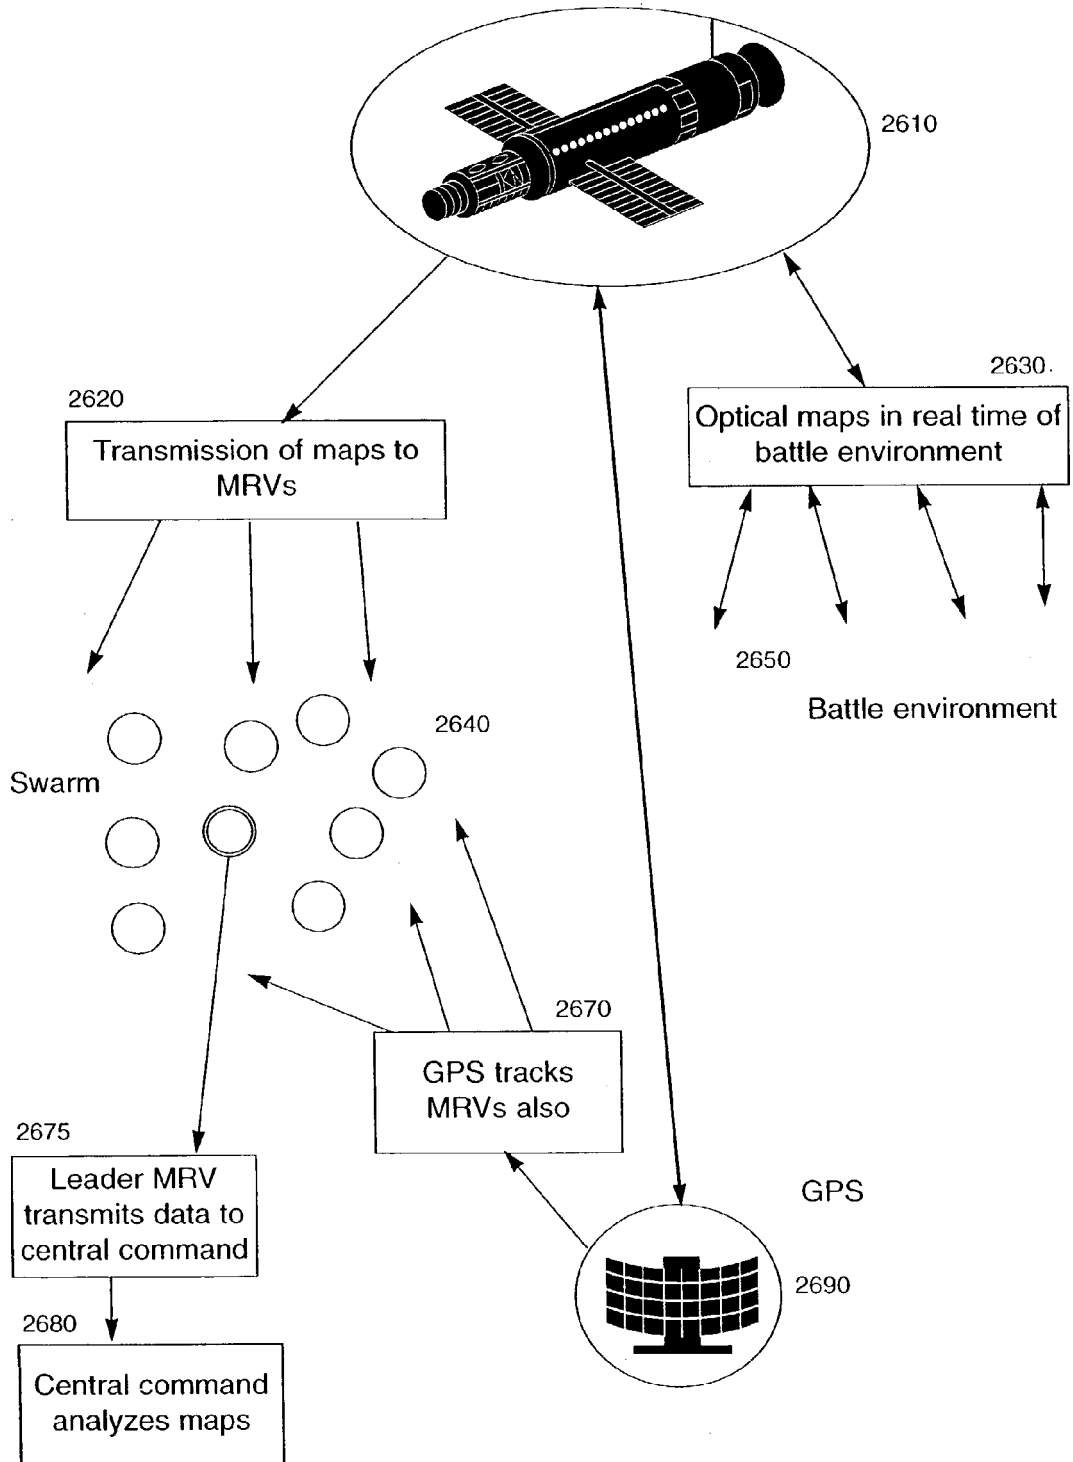 2610
2630
2620
Optical maps in real time of
battle environment
Transmission of maps to
MRVs
2650
Battle environment
2640
Swarm
2670
GPS tracks
MRVs also
2675
Leader MRV
transmits data to
central command
GPS
2690
2680
Central command
analyzes maps